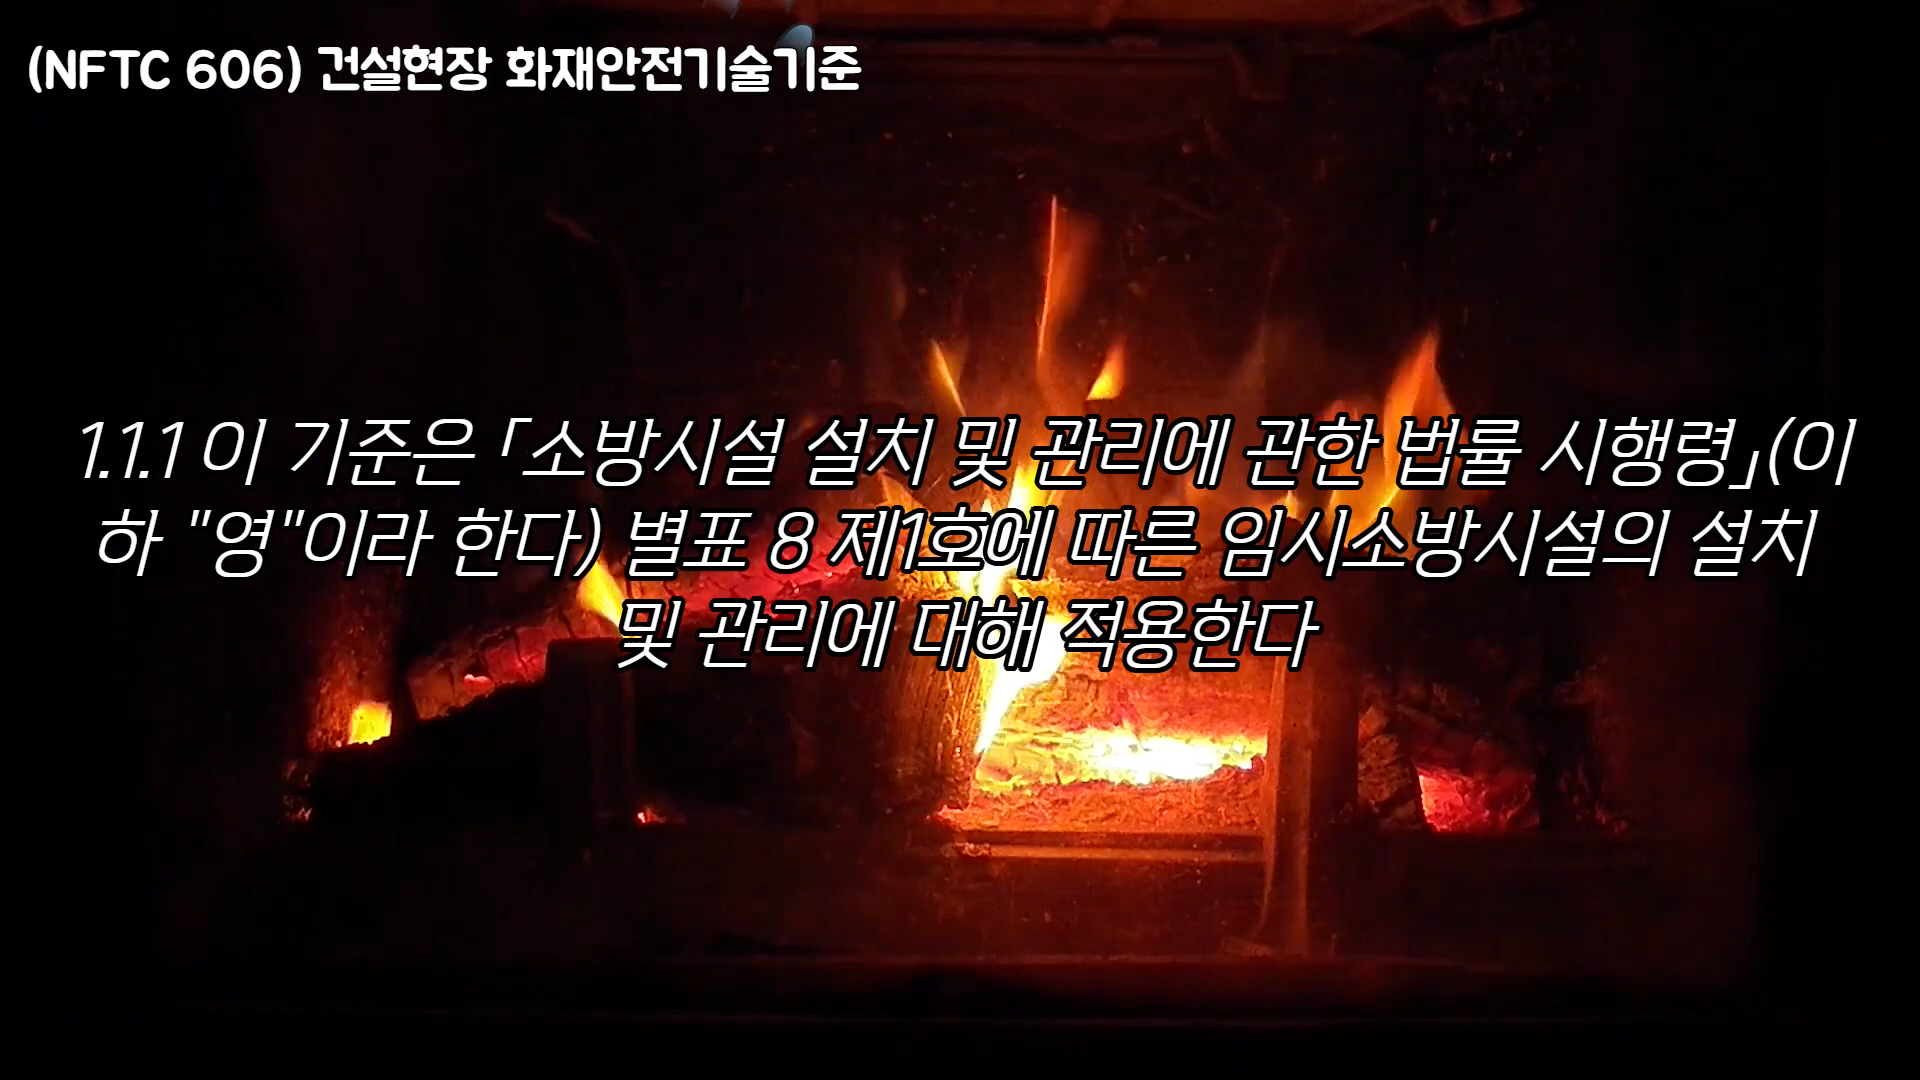 (NFTC 606) 건설현장 화재안전기술기준
1.1.1 이 기준은 「소방시설 설치 및 관리에 관한 법률 시행령」(이
하 "영"이라 한다) 별표 8 제1호에 따른 임시소방시설의 설치
및 관리에 대해 적용한다